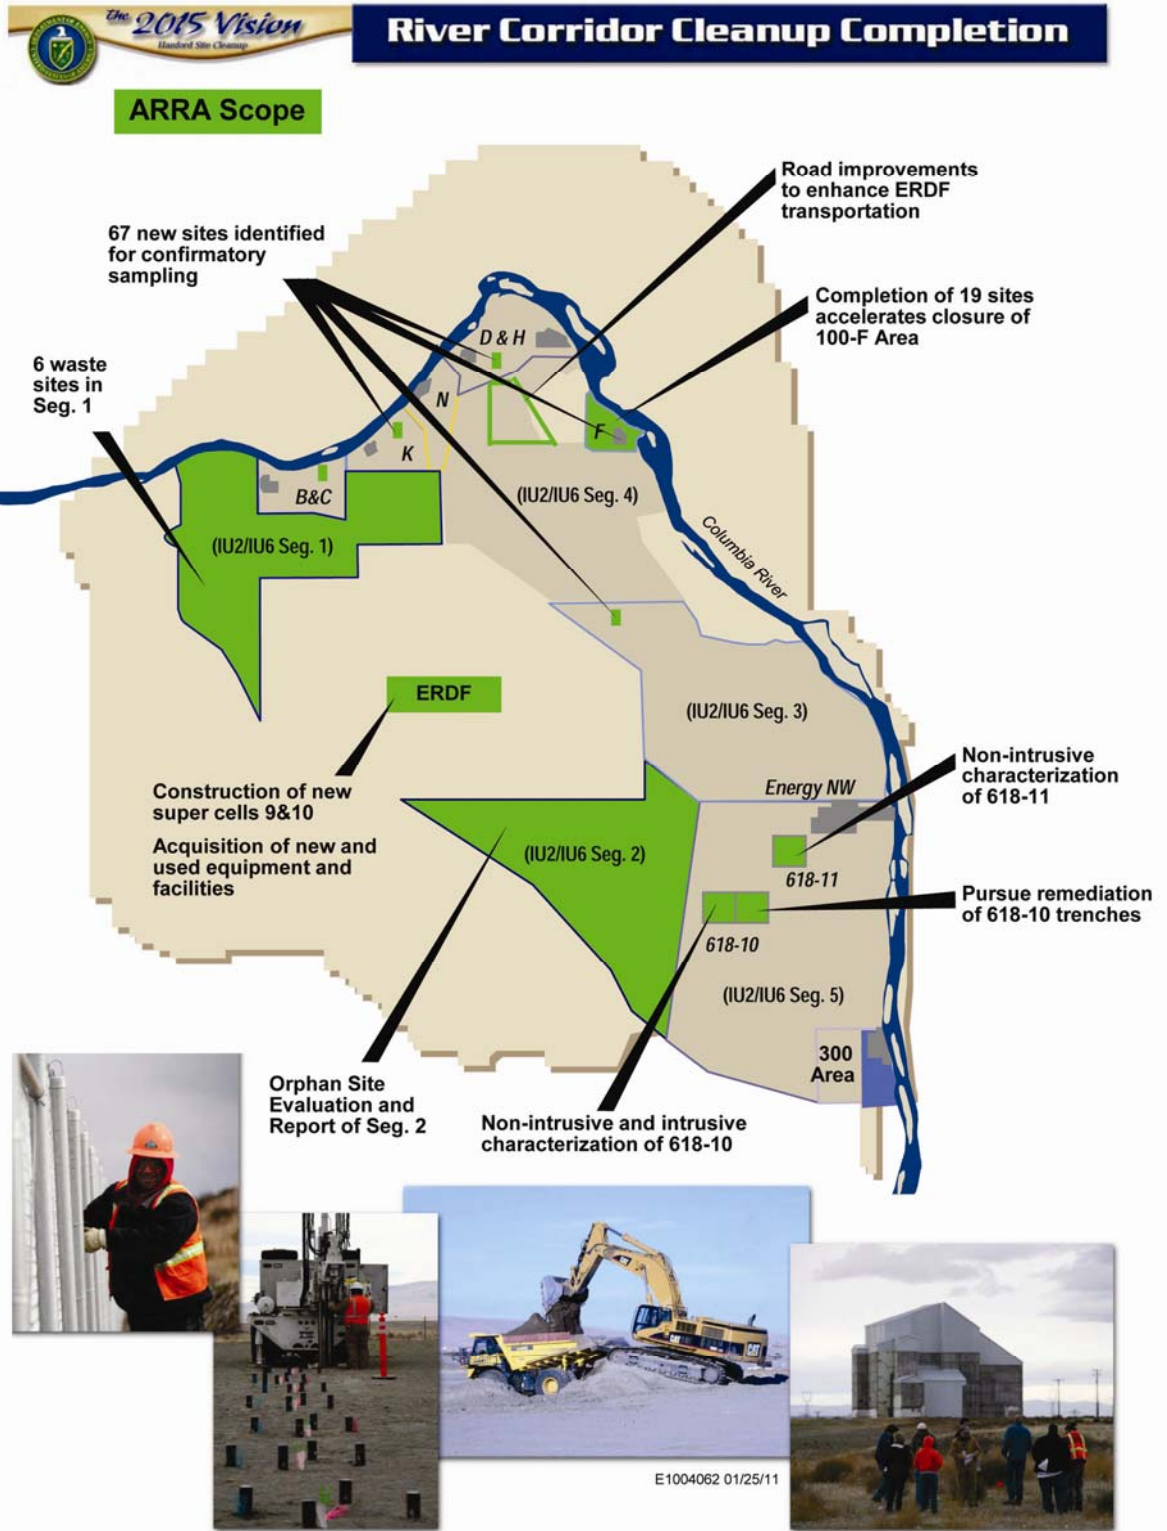 The 2015 Vision
Hanford Site Cleanup
River Corridor Cleanup Completion
ARRA Scope
Road improvements
to enhance ERDF
transportation
67 new sites identified
for confirmatory
sampling
Completion of 19 sites
accelerates closure of
100-F Area
D & H
6 waste
sites in
Seg. 1
N
F
K
B&C
(IU2/IU6 Seg. 4)
(IU2/IU6 Seg. 1)
Columbia River
ERDF
(IU2/IU6 Seg. 3)
Construction of new
super cells 9&10
Acquisition of new and
used equipment and
facilities
Energy NW
Non-intrusive
characterization
of 618-11
(IU2/IU6 Seg. 2)
618-11
Pursue remediation
of 618-10 trenches
618-10
(IU2/IU6 Seg. 5)
300
Area
Orphan Site
Evaluation and
Report of Seg. 2
Non-intrusive and intrusive
characterization of 618-10
CAT
CAT
E1004062 01/25/11